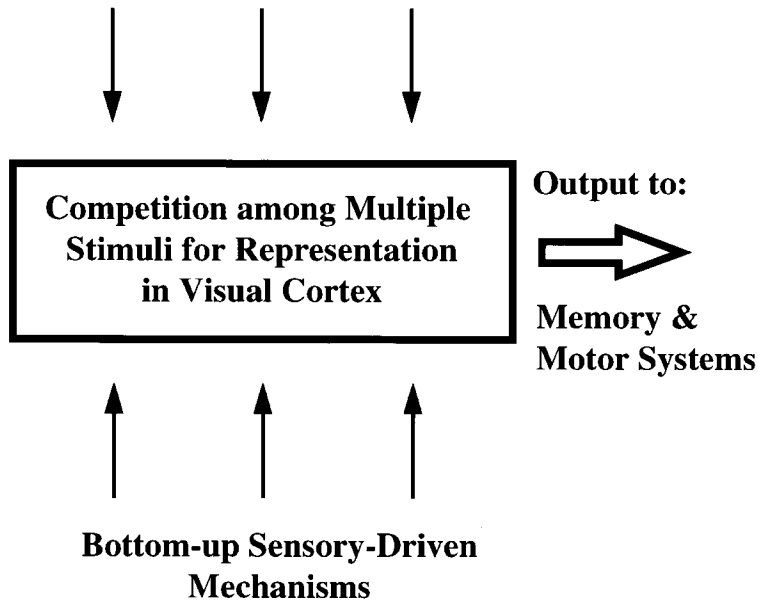 Competition among Multiple
Stimuli for Representation
in Visual Cortex
Output to:
Memory &
Motor Systems
Bottom-up Sensory-Driven
Mechanisms